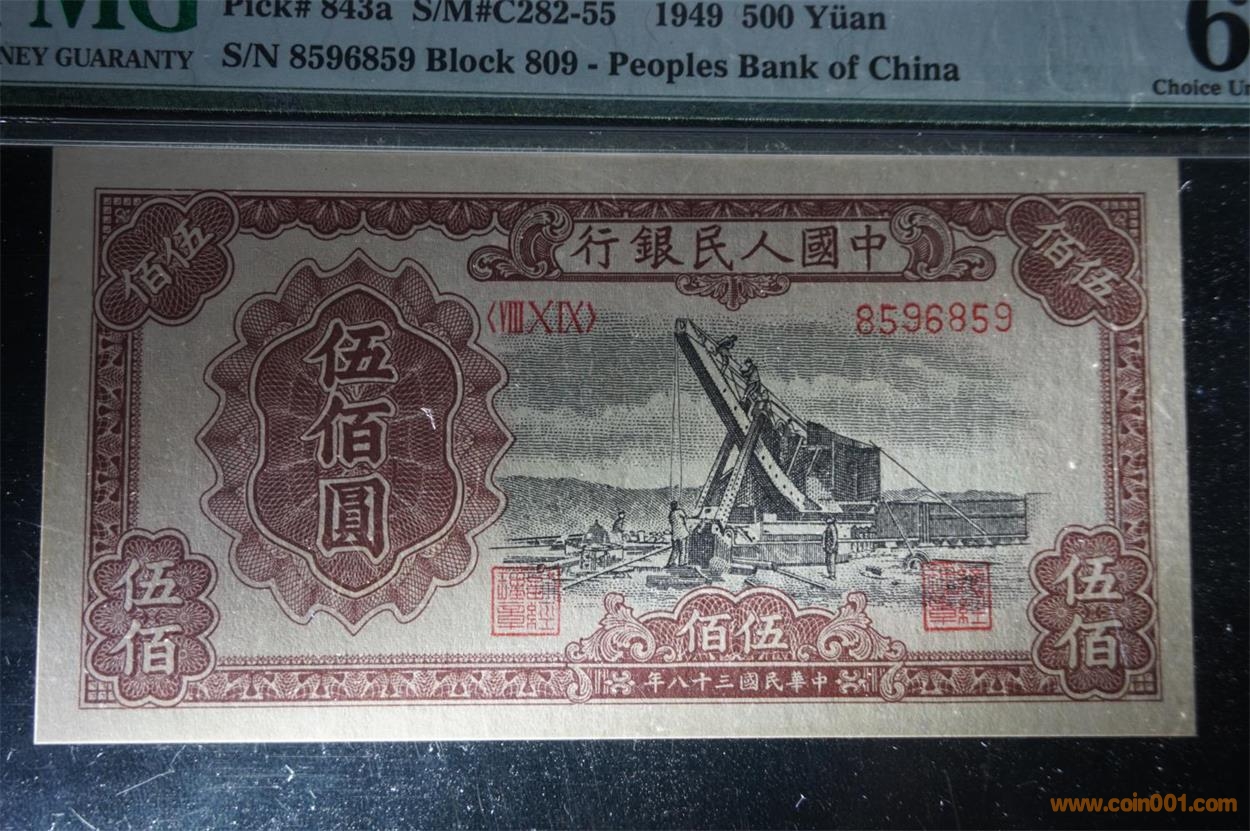 PMG
Pick# 843a S/M#C282-55 1949 500 Yüan
NEY GUARANTY
S/N 8596859 Block 809 - Peoples Bank of China
6
Choice Un
伍佰
行銀民人國中
伍佰
〈VIII X IX〉
8596859
伍佰圓
伍佰
佰伍
伍佰
年八十三國民華中
www.coin001.com